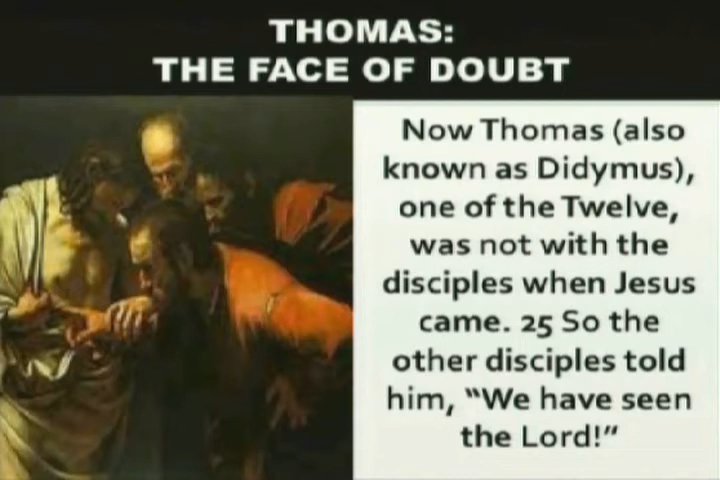 THOMAS:
THE FACE OF DOUBT
Now Thomas (also
known as Didymus),
one of the Twelve,
was not with the
disciples when Jesus
came. 25 So the
other disciples told
him, “We have seen
the Lord!”